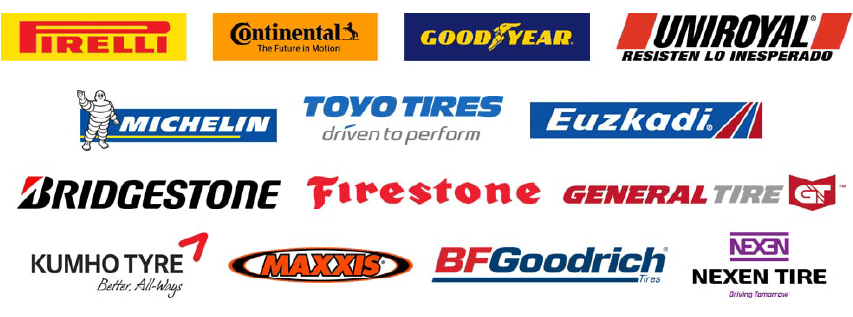 PIRELLI
Continental
The Future in Motion
GOODYEAR
UNIROYAL®
RESISTEN LO INESPERADO
MICHELIN
TOYO TIRES
driven to perform
Euzkadi®
BRIDGESTONE
Firestone
GENERAL TIRE GT™
KUMHO TYRE
Better, All-Ways
MAXXIS®
BFGoodrich®
Tires
NEXEN
NEXEN TIRE
Driving Tomorrow